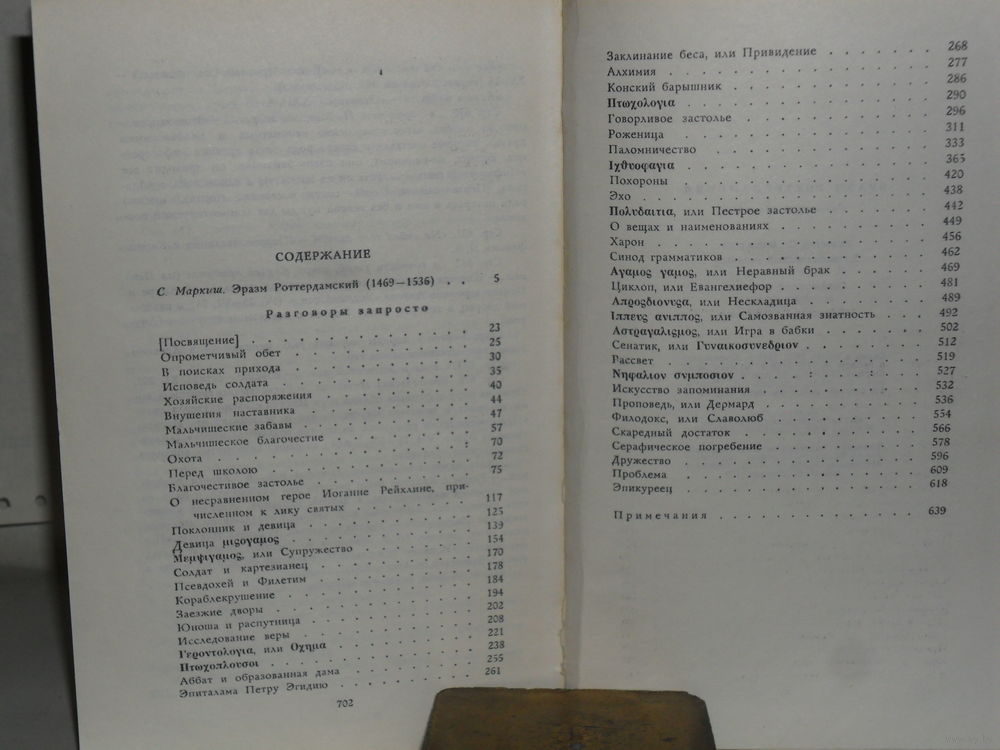 СОДЕРЖАНИЕ
С. Маркиш. Эразм Роттердамский (1469—1536) . . 5
Разговоры запросто
[Посвящение] . . . . . . . . . . 23
Опрометчивый обет . . . . . . . . . . 25
В поисках прихода . . . . . . . . . . 30
Исповедь солдата . . . . . . . . . . 35
Хозяйские распоряжения . . . . . . . . . . 40
Внушения наставника . . . . . . . . . . 44
Мальчишеские забавы . . . . . . . . . . 47
Мальчишеское благочестие . . . . . . . . . . 57
Охота . . . . . . . . . . 70
Перед школою . . . . . . . . . . 72
Благочестивое застолье . . . . . . . . . . 75
О несравненном герое Иоганне Рейхлине, при-
численном к лику святых . . . . . . . . . . 117
Поклонник и девица . . . . . . . . . . 125
Девица μισογαμος . . . . . . . . . . 139
Μεμψιγαμος, или Супружество . . . . . . . . . . 154
Солдат и картезианец . . . . . . . . . . 170
Псевдохей и Филетим . . . . . . . . . . 178
Кораблекрушение . . . . . . . . . . 184
Заезжие дворы . . . . . . . . . . 194
Юноша и распутница . . . . . . . . . . 202
Исследование веры . . . . . . . . . . 208
Γεροντολογια, или Οχημα . . . . . . . . . . 221
Πτωχοπλουσοι . . . . . . . . . . 238
Аббат и образованная дама . . . . . . . . . . 255
Эпиталама Петру Эгидию . . . . . . . . . . 261
702
Заклинание беса, или Привидение . . . . . . . 268
Алхимия . . . . . . . . . . 277
Конский барышник . . . . . . . . . . 286
Πτωχολογια . . . . . . . . . . 290
Говорливое застолье . . . . . . . . . . 296
Роженица . . . . . . . . . . 311
Паломничество . . . . . . . . . . 333
Ιχθυοφαγια . . . . . . . . . . 365
Похороны . . . . . . . . . . 420
Эхо . . . . . . . . . . 438
Πολυδαιτια, или Пестрое застолье . . . . . . . 442
О вещах и наименованиях . . . . . . . . . . 449
Харон . . . . . . . . . . 456
Синод грамматиков . . . . . . . . . . 462
Αγαμος γαμος, или Неравный брак . . . . . . 469
Циклоп, или Евангелиефор . . . . . . . . . . 481
Απροσδιονυσα, или Нескладица . . . . . . . . 489
Ιππευς ανιππος, или Самозванная знатность . . . . 492
Αστραγαλισμος, или Игра в бабки . . . . . . . 502
Сенатик, или Γυναικοσυνεδριον . . . . . . . . 512
Рассвет . . . . . . . . . . 519
Νηφαλιον συμποσιον . . . . . . . . . . 527
Искусство запоминания . . . . . . . . . . 532
Проповедь, или Дермард . . . . . . . . . . 536
Филодокс, или Славолюб . . . . . . . . . . 554
Скаредный достаток . . . . . . . . . . 566
Серафическое погребение . . . . . . . . . . 578
Дружество . . . . . . . . . . 596
Проблема . . . . . . . . . . 609
Эпикуреец . . . . . . . . . . 618
Примечания . . . . . . . . . . 639